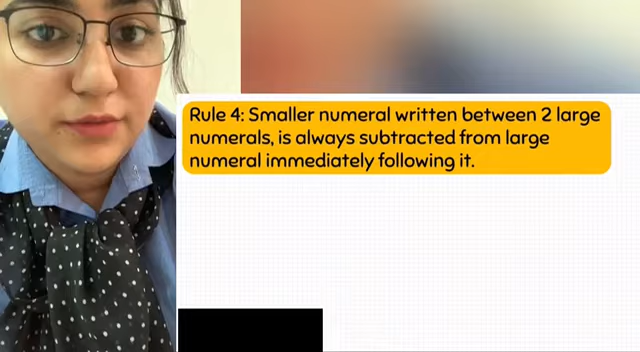 Rule 4: Smaller numeral written between 2 large
numerals, is always subtracted from large
numeral immediately following it.